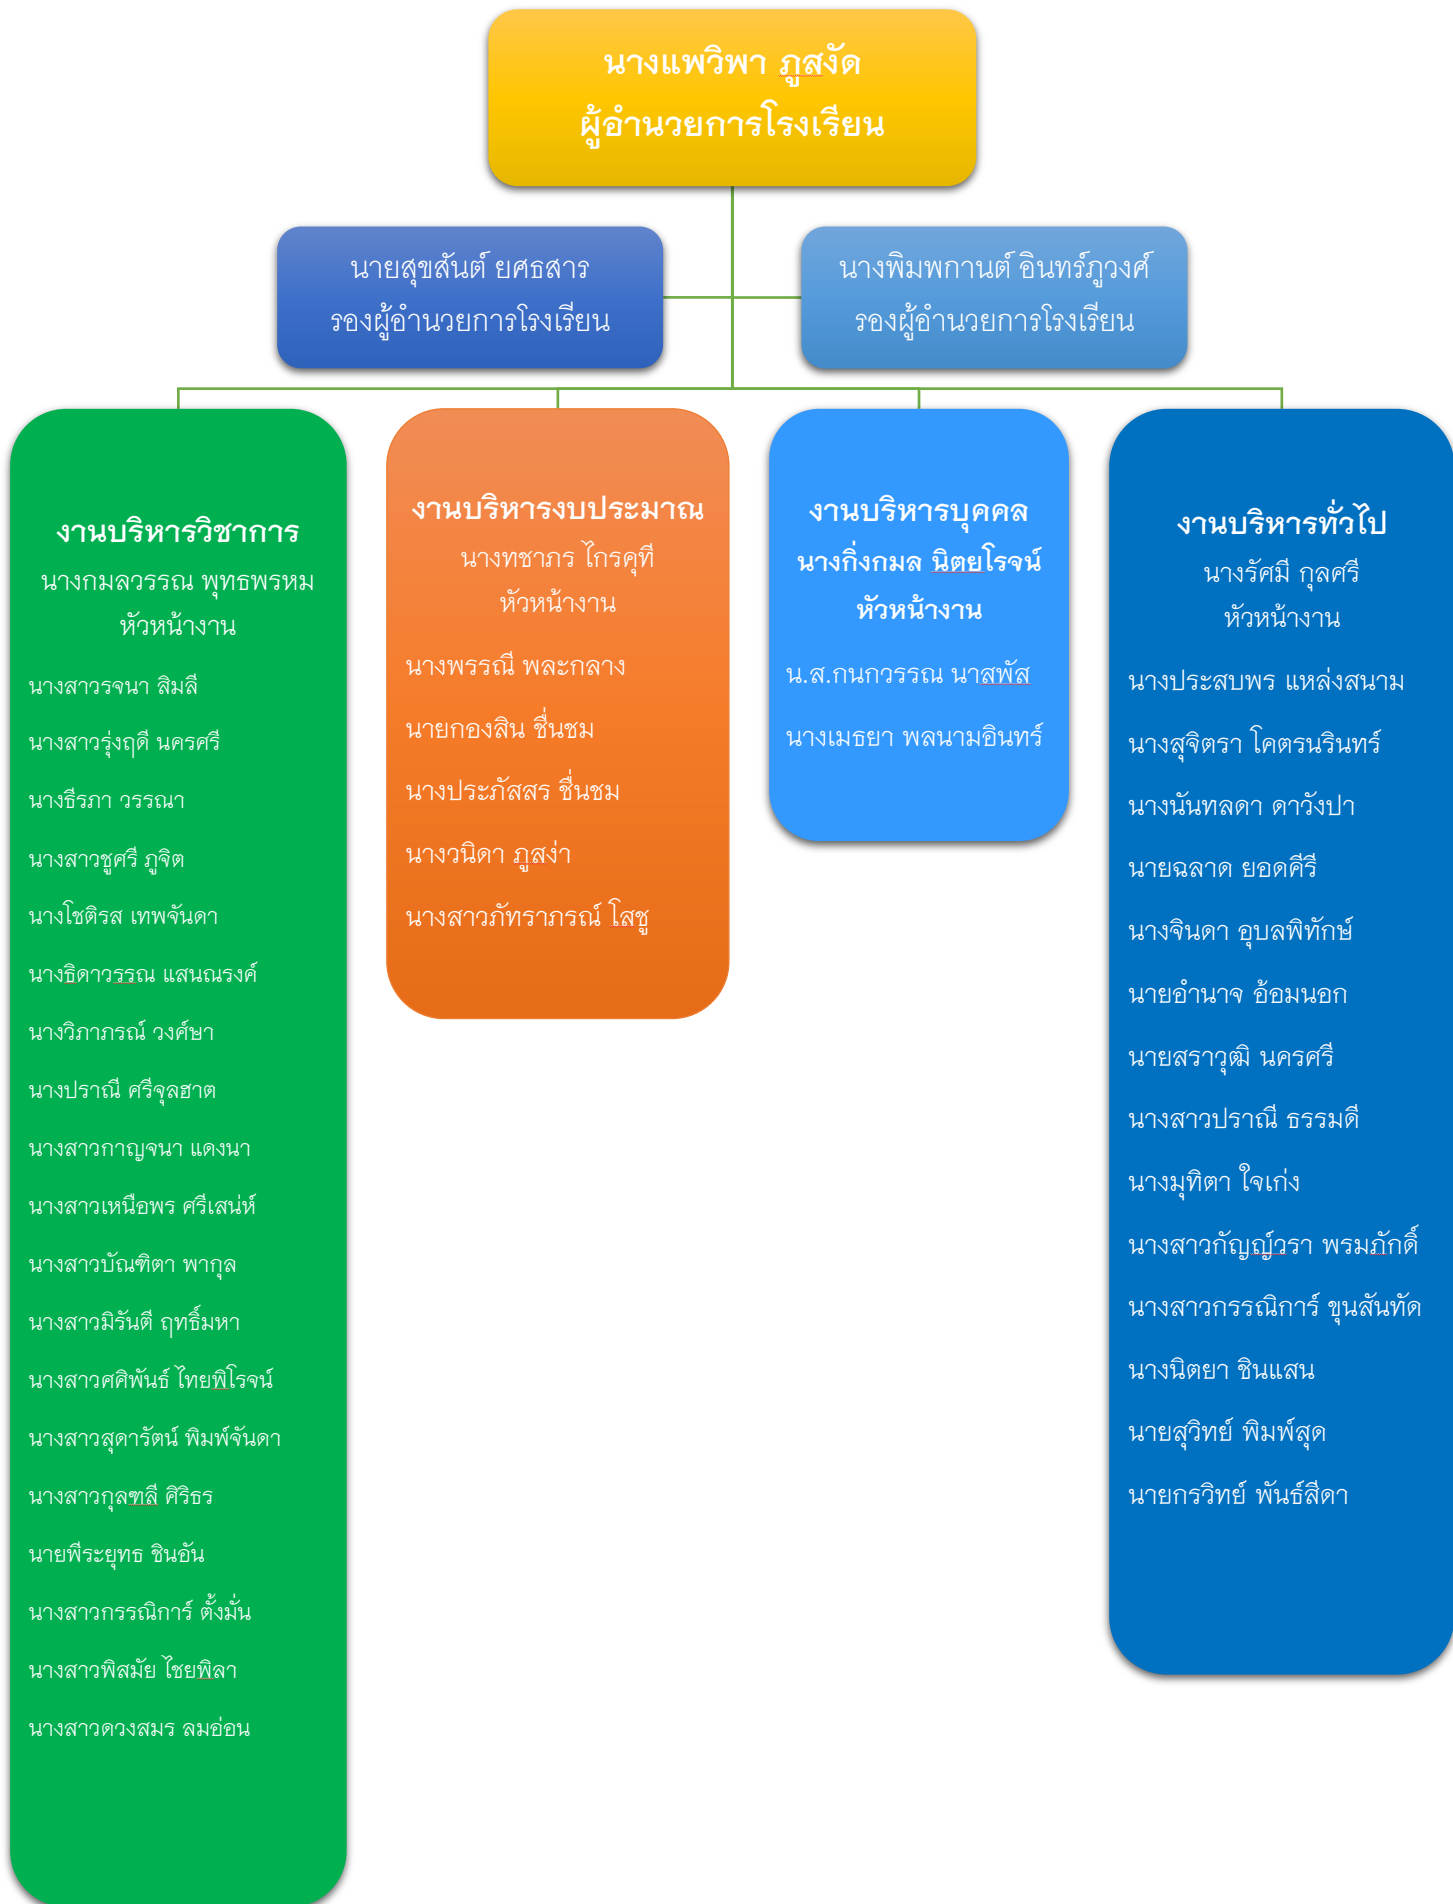 นางแพวิพา ภูสงัด
ผู้อำนวยการโรงเรียน
นายสุขสันต์ ยศธสาร
รองผู้อำนวยการโรงเรียน
นางพิมพกานต์ อินทร์ภูวงศ์
รองผู้อำนวยการโรงเรียน
งานบริหารวิชาการ
นางกมลวรรณ พุทธพรหม
หัวหน้างาน
นางสาวรจนา สิมลี
นางสาวรุ่งฤดี นครศรี
นางธีรภา วรรณา
นางสาวชูศรี ภูจิต
นางโชติรส เทพจันดา
นางธิดาวรรณ แสนณรงค์
นางวิภาภรณ์ วงศ์ษา
นางปราณี ศรีจุลฮาต
นางสาวกาญจนา แดงนา
นางสาวเหนือพร ศรีเสน่ห์
นางสาวบัณฑิตา พากุล
นางสาวมิรันตี ฤทธิ์มหา
นางสาวศศิพันธ์ ไทยพิโรจน์
นางสาวสุดารัตน์ พิมพ์จันดา
นางสาวกุลฑลี ศิริธร
นายพีระยุทธ ชินอัน
นางสาวกรรณิการ์ ตั้งมั่น
นางสาวพิสมัย ไชยพิลา
นางสาวดวงสมร ลมอ่อน
งานบริหารงบประมาณ
นางทชาภร ไกรคุที
หัวหน้างาน
นางพรรณี พละกลาง
นายกองสิน ชื่นชม
นางประภัสสร ชื่นชม
นางวนิดา ภูสง่า
นางสาวภัทราภรณ์ โสชู
งานบริหารบุคคล
นางกิ่งกมล นิตยโรจน์
หัวหน้างาน
น.ส.กนกวรรณ นาสพัส
นางเมธยา พลนามอินทร์
งานบริหารทั่วไป
นางรัศมี กุลศรี
หัวหน้างาน
นางประสบพร แหล่งสนาม
นางสุจิตรา โคตรนรินทร์
นางนันทลดา ดาวังปา
นายฉลาด ยอดคีรี
นางจินดา อุบลพิทักษ์
นายอำนาจ อ้อมนอก
นายสราวุฒิ นครศรี
นางสาวปราณี ธรรมดี
นางมุทิตา ใจเก่ง
นางสาวกัญญ์วรา พรมภักดิ์
นางสาวกรรณิการ์ ขุนสันทัด
นางนิตยา ชินแสน
นายสุวิทย์ พิมพ์สุด
นายกรวิทย์ พันธ์สีดา